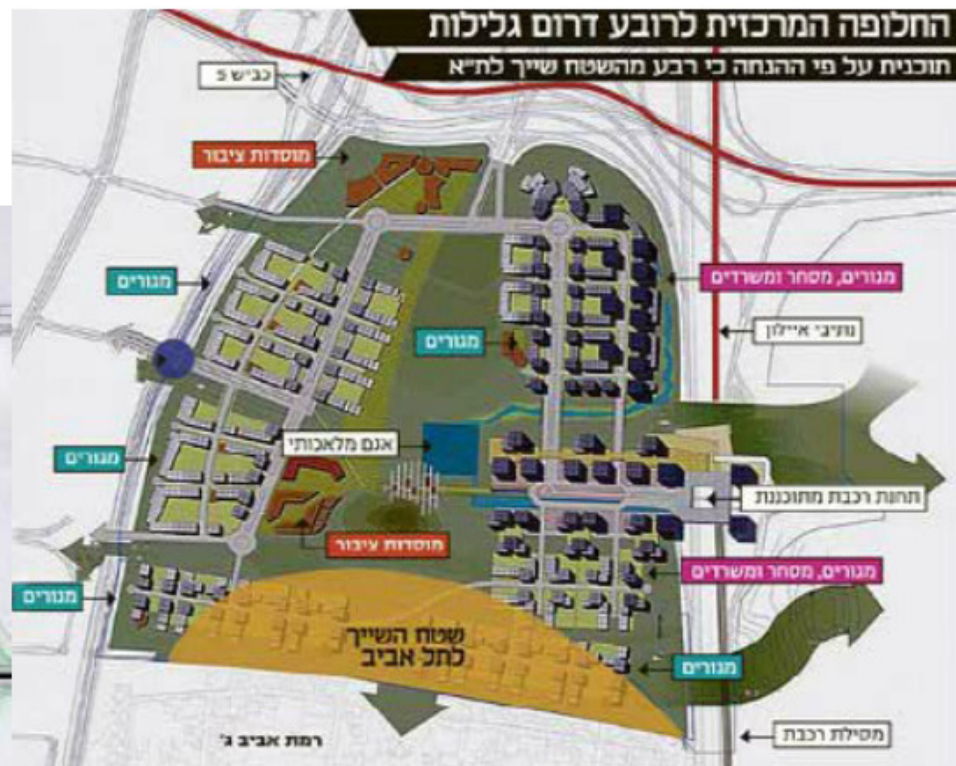 החלופה המרכזית לרובע דרום גלילות
תוכנית על פי ההנחה כי רבע מהשטח שייך לת״א
כביש 5
מוסדות ציבור
מגורים
מגורים, מסחר ומשרדים
נתיבי איילון
מגורים
אגם מלאכותי
מגורים
תחנת רכבת מתוכננת
מוסדות ציבור
מגורים, מסחר ומשרדים
מגורים
שטח השייך
לתל אביב
מגורים
מסילת רכבת
רמת אביב ג'